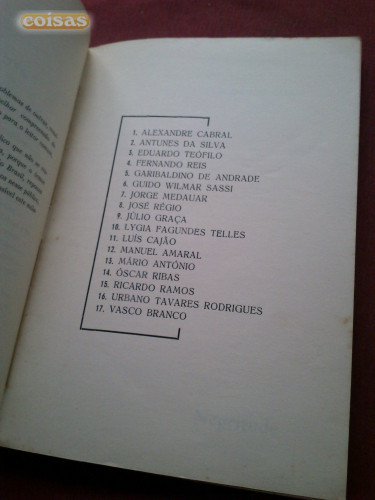 coisas
1. ALEXANDRE CABRAL
2. ANTUNES DA SILVA
3. EDUARDO TEÓFILO
4. FERNANDO REIS
5. GARIBALDINO DE ANDRADE
6. GUIDO WILMAR SASSI
7. JORGE MEDAUAR
8. JOSÉ RÉGIO
9. JÚLIO GRAÇA
10. LYGIA FAGUNDES TELLES
11. LUÍS CAJÃO
12. MANUEL AMARAL
13. MÁRIO ANTÓNIO
14. ÓSCAR RIBAS
15. RICARDO RAMOS
16. URBANO TAVARES RODRIGUES
17. VASCO BRANCO